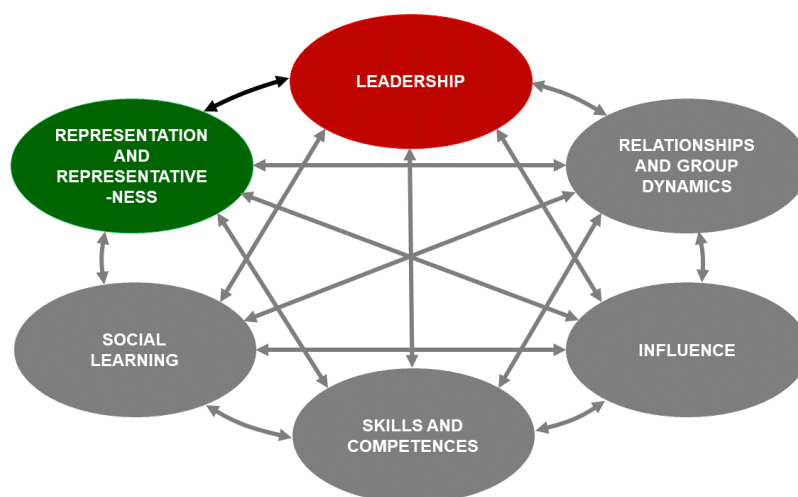 LEADERSHIP
REPRESENTATION
AND
REPRESENTATIVE
-NESS
RELATIONSHIPS
AND GROUP
DYNAMICS
SOCIAL
LEARNING
INFLUENCE
SKILLS AND
COMPETENCES